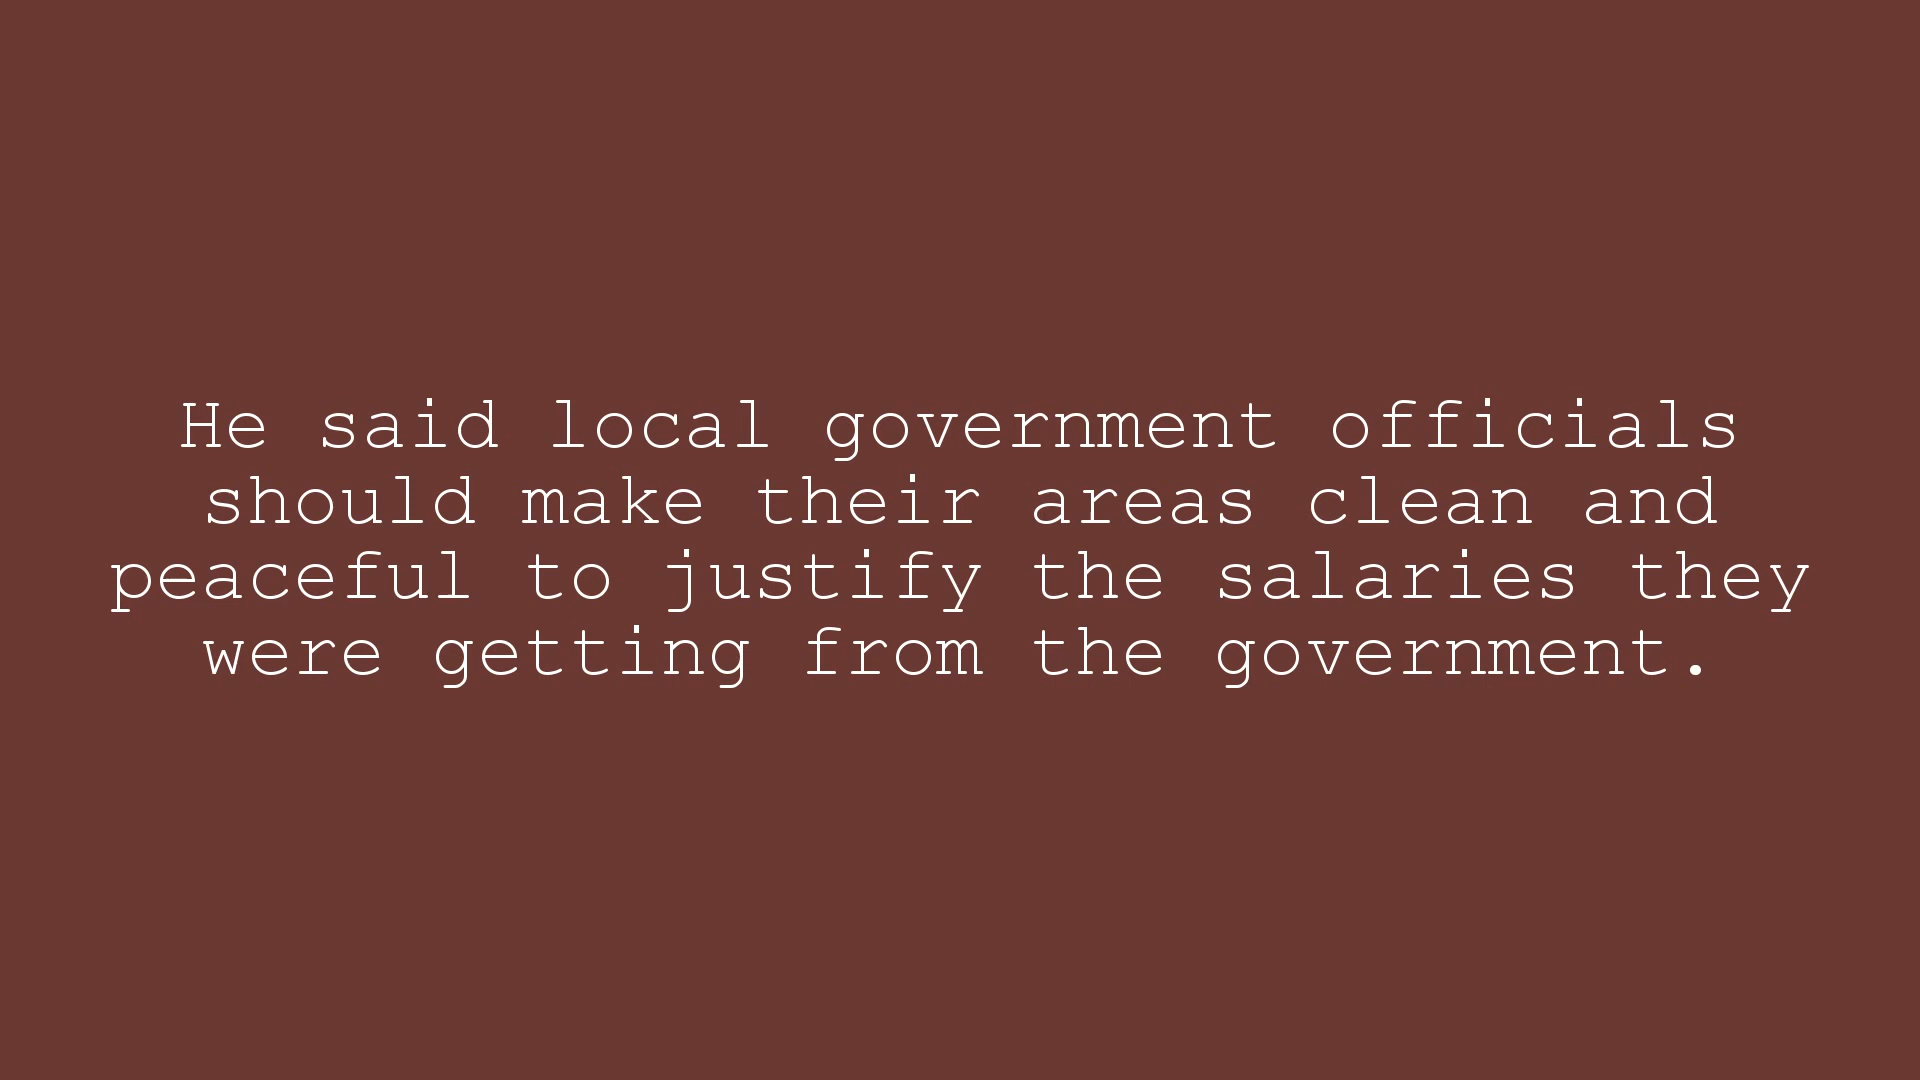 He said local government officials
should make their areas clean and
peaceful to justify the salaries they
were getting from the government.